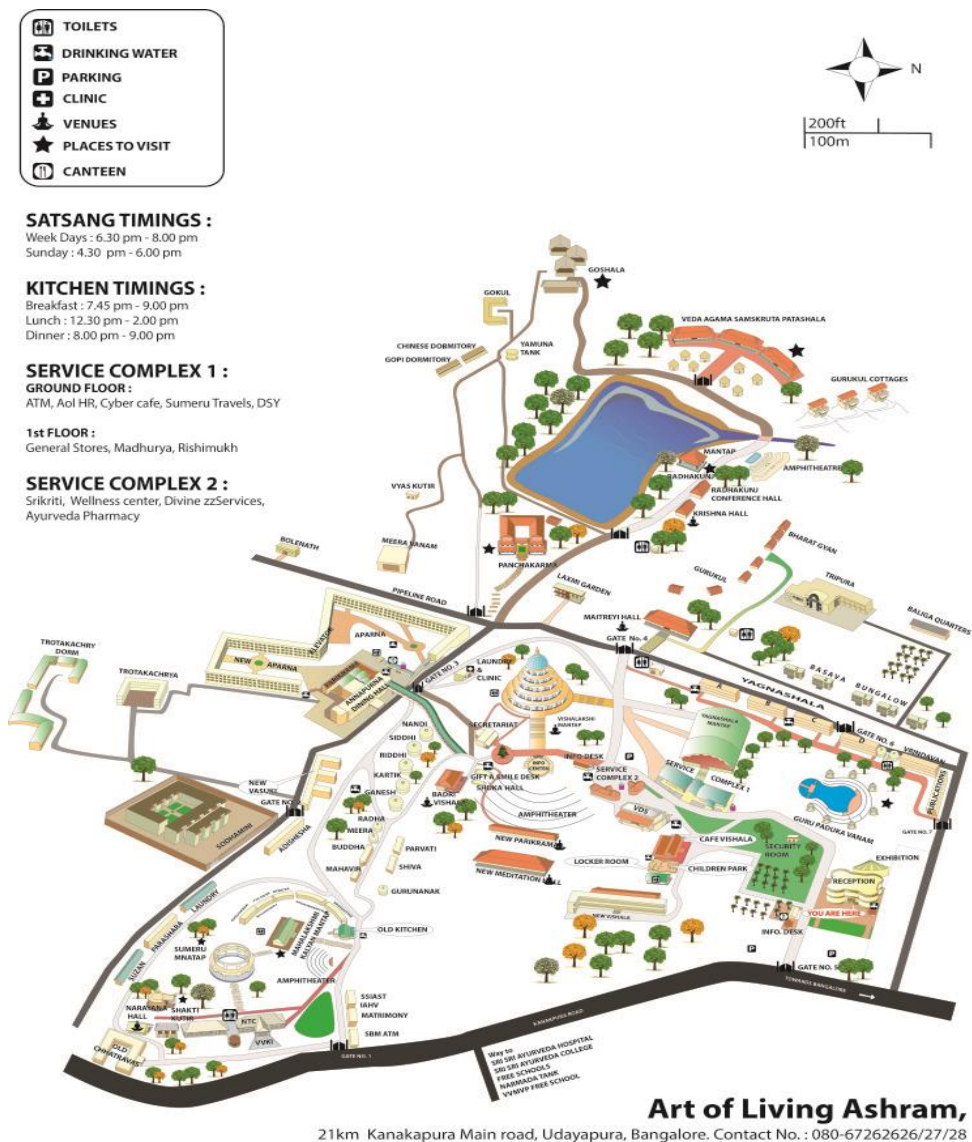 TOILETS
DRINKING WATER
PARKING
CLINIC
VENUES
PLACES TO VISIT
CANTEEN
N
200ft
100m
SATSANG TIMINGS :
Week Days : 6.30 pm - 8.00 pm
Sunday : 4.30 pm - 6.00 pm
KITCHEN TIMINGS :
Breakfast : 7.45 pm - 9.00 pm
Lunch : 12.30 pm - 2.00 pm
Dinner : 8.00 pm - 9.00 pm
SERVICE COMPLEX 1 :
GROUND FLOOR :
ATM, Aol HR, Cyber cafe, Sumeru Travels, DSY
1st FLOOR :
General Stores, Madhurya, Rishimukh
SERVICE COMPLEX 2 :
Srikriti, Wellness center, Divine zzServices,
Ayurveda Pharmacy
GOSHALA
GOKUL
VEDA AGAMA SAMSKRUTA PATASHALA
CHINESE DORMITORY
YAMUNA
TANK
GOPI DORMITORY
GURUKUL COTTAGES
MANTAP
RADHAKUNJ
AMPHITHEATRE
RADHAKUNJ
CONFERENCE HALL
VYAS KUTIR
KRISHNA HALL
BOLENATH
MEERA VANAM
PANCHAKARMA
BHARAT GYAN
GURUKUL
LAXMI GARDEN
TRIPURA
PIPELINE ROAD
MAITREYI HALL
GATE No. 4
BALIGA QUARTERS
TROTAKACHRY
DORM
TROTAKACHRYA
NEW
APARNA
ELEVATOR
APARNA
ANNAPURNA
DINING HALL
GATE NO. 3
LAUNDRY
&
CLINIC
YAGNASHALA
BASAVA BUNGALOW
A
B
C
D
GATE NO. 6
VRINDAVAN
NANDI
SIDDHI
RIDDHI
KARTIK
GANESH
SECRETARIAT
VISHALAKSHI
MANTAP
YAGNASHALA
MANTAP
INFO DESK
INFO
CENTER
SERVICE
COMPLEX 2
SERVICE
COMPLEX 1
GIFT A SMILE DESK
SHUKA HALL
BADRI
VISHAL
AMPHITHEATER
VDS
GURU PADUKA VANAM
PUBLICATIONS
GATE NO. 7
NEW
VASUKI
GATE NO. 2
SODHAMINI
ADISHESHA
RADHA
MEERA
BUDDHA
MAHAVIR
PARVATI
SHIVA
GURUNANAK
NEW PARIKRAMA
NEW MEDITATION HALL
CAFE VISHALA
LOCKER ROOM
CHILDREN PARK
SECURITY
ROOM
EXHIBITION
RECEPTION
NEW VISHALA
YOU ARE HERE
INFO. DESK
GATE NO. 5
TOWARDS BANGALORE
LAUNDRY
PARASHARA
SUZAN
SUMERU
MNATAP
MAHALAKSHMI
KALYAN MANTAP
OLD KITCHEN
AMPHITHEATER
NARAYANA
HALL
SHAKTI
KUTIR
NTC
VVKI
SSIAST
IAHV
MATRIMONY
SBM ATM
OLD
CHHATRAVAS
GATE NO. 1
KANAKPURA ROAD
Way to
SRI SRI AYURVEDA HOSPITAL
SRI SRI AYURVEDA COLLEGE
FREE SCHOOLS
NARMADA TANK
VVMVP FREE SCHOOL
Art of Living Ashram,
21km Kanakapura Main road, Udayapura, Bangalore. Contact No. : 080-67262626/27/28